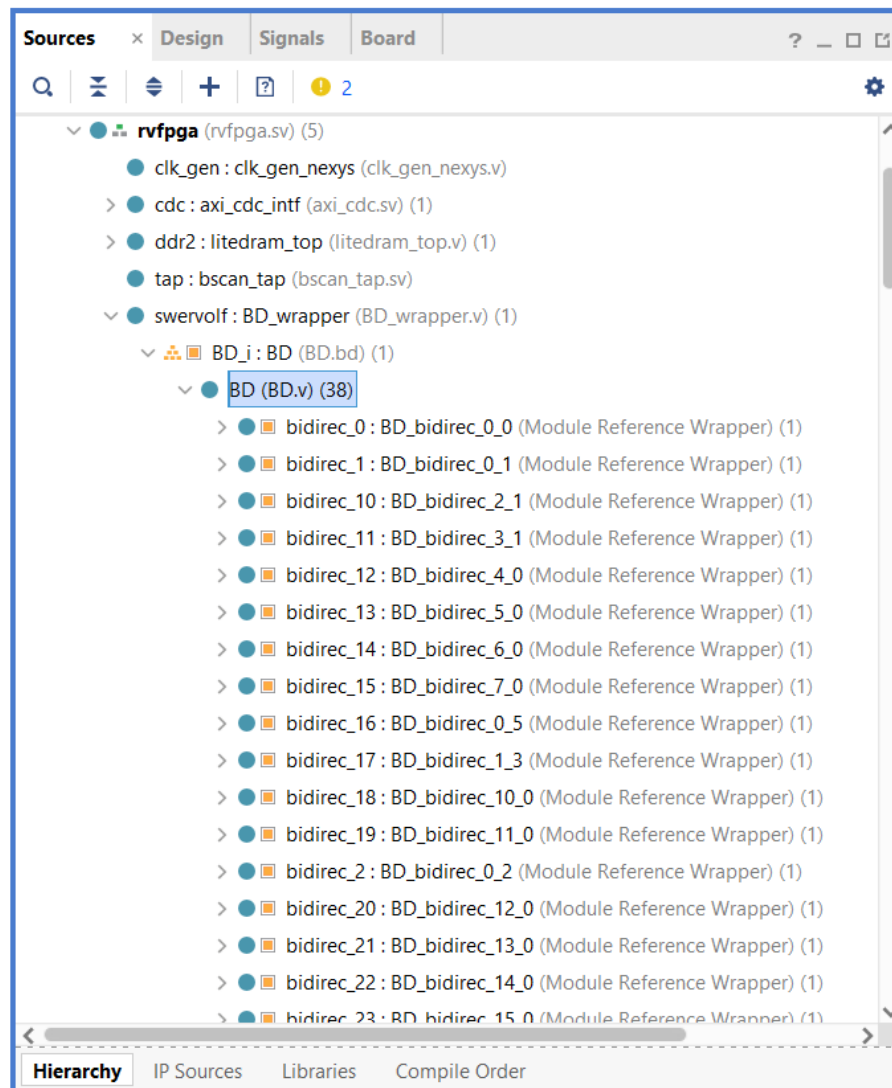 Sources × Design Signals Board ?
2
rvfpga (rvfpga.sv) (5)
clk_gen : clk_gen_nexys (clk_gen_nexys.v)
cdc : axi_cdc_intf (axi_cdc.sv) (1)
ddr2 : litedram_top (litedram_top.v) (1)
tap : bscan_tap (bscan_tap.sv)
swervolf : BD_wrapper (BD_wrapper.v) (1)
BD_i : BD (BD.bd) (1)
BD (BD.v) (38)
bidirec_0 : BD_bidirec_0_0 (Module Reference Wrapper) (1)
bidirec_1 : BD_bidirec_0_1 (Module Reference Wrapper) (1)
bidirec_10 : BD_bidirec_2_1 (Module Reference Wrapper) (1)
bidirec_11 : BD_bidirec_3_1 (Module Reference Wrapper) (1)
bidirec_12 : BD_bidirec_4_0 (Module Reference Wrapper) (1)
bidirec_13 : BD_bidirec_5_0 (Module Reference Wrapper) (1)
bidirec_14 : BD_bidirec_6_0 (Module Reference Wrapper) (1)
bidirec_15 : BD_bidirec_7_0 (Module Reference Wrapper) (1)
bidirec_16 : BD_bidirec_0_5 (Module Reference Wrapper) (1)
bidirec_17 : BD_bidirec_1_3 (Module Reference Wrapper) (1)
bidirec_18 : BD_bidirec_10_0 (Module Reference Wrapper) (1)
bidirec_19 : BD_bidirec_11_0 (Module Reference Wrapper) (1)
bidirec_2 : BD_bidirec_0_2 (Module Reference Wrapper) (1)
bidirec_20 : BD_bidirec_12_0 (Module Reference Wrapper) (1)
bidirec_21 : BD_bidirec_13_0 (Module Reference Wrapper) (1)
bidirec_22 : BD_bidirec_14_0 (Module Reference Wrapper) (1)
bidirec_23 : BD_bidirec_15_0 (Module Reference Wrapper) (1)
Hierarchy IP Sources Libraries Compile Order